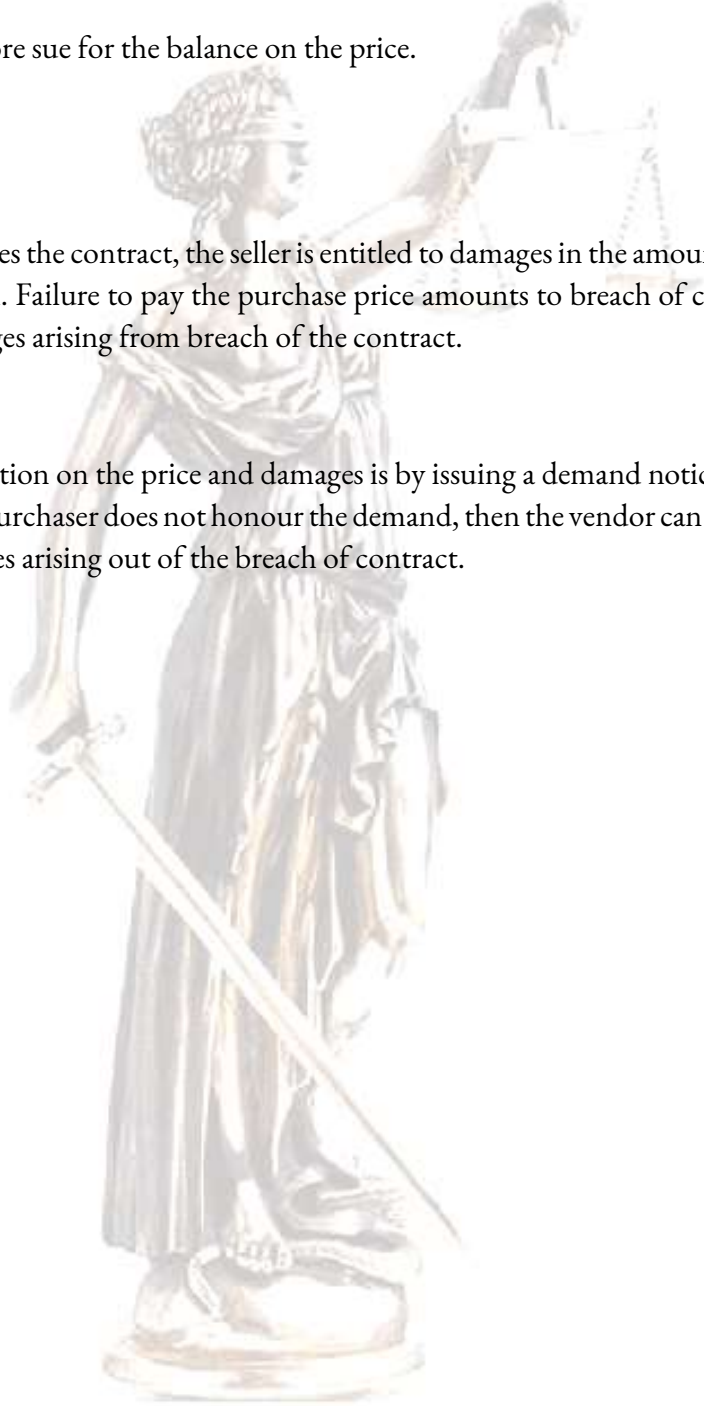 re sue for the balance on the price.
es the contract, the seller is entitled to damages in the amou
. Failure to pay the purchase price amounts to breach of c
ges arising from breach of the contract.
tion on the price and damages is by issuing a demand notic
urchaser does not honour the demand, then the vendor can
es arising out of the breach of contract.